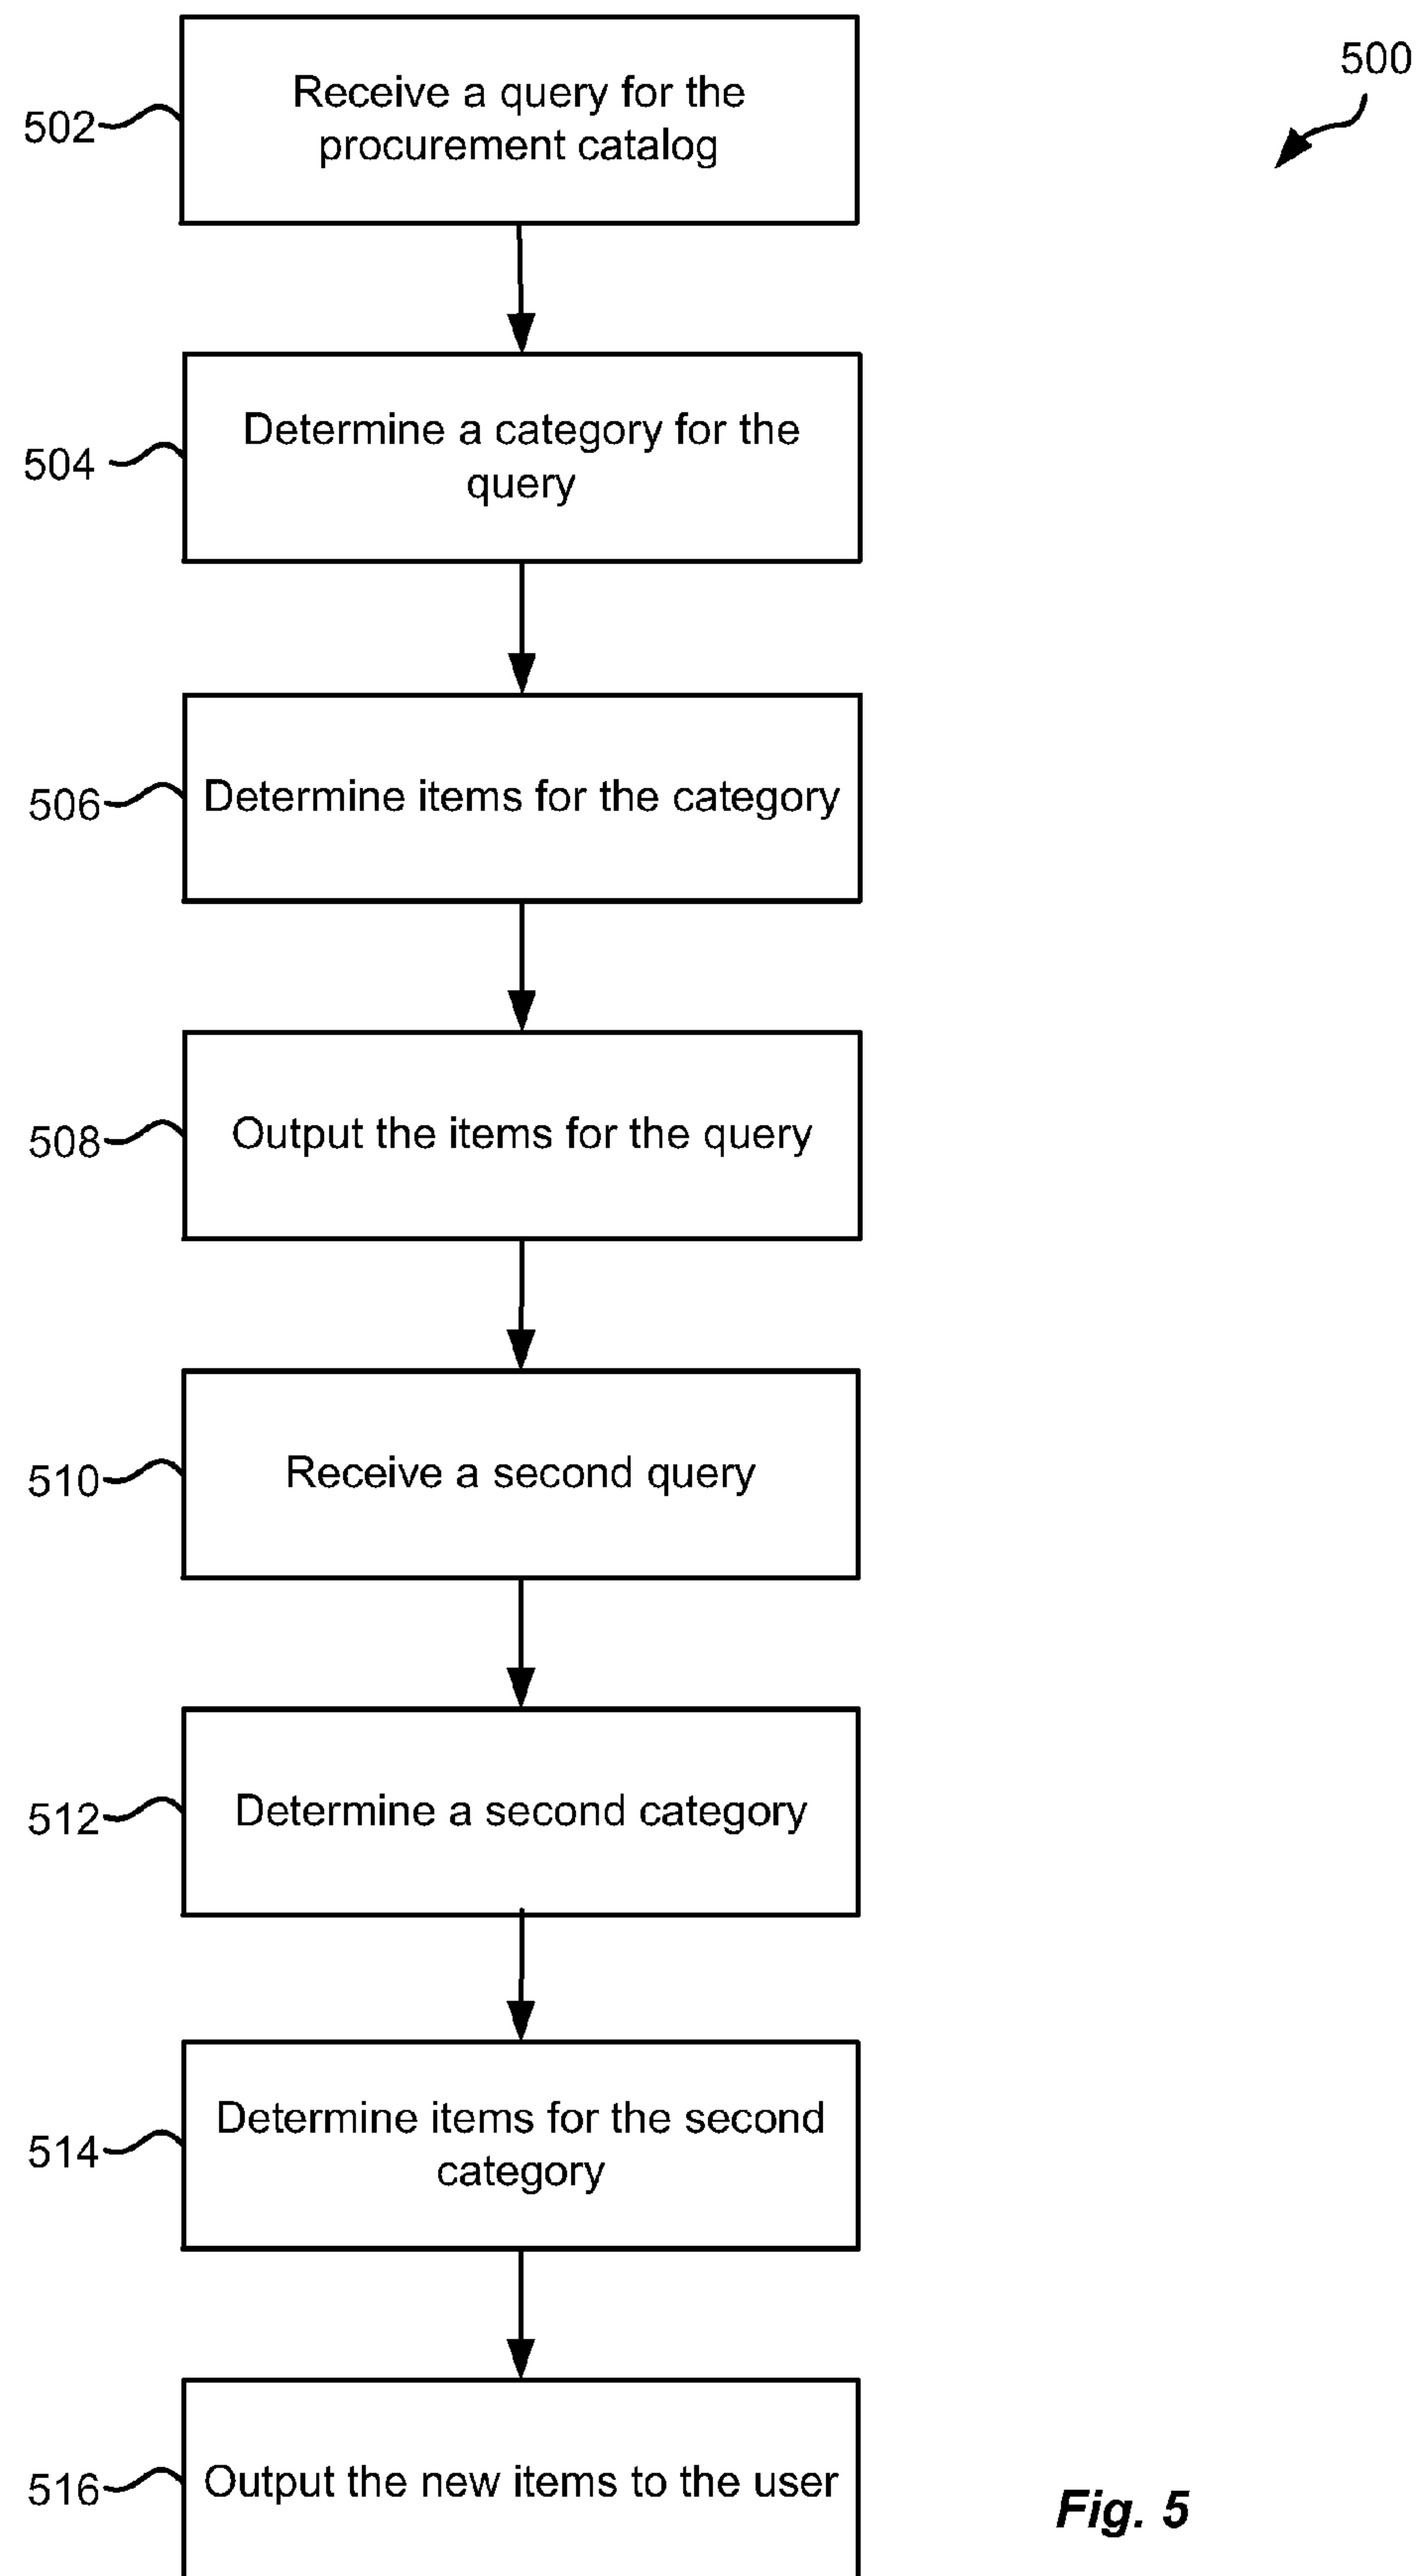 500
502
Receive a query for the
procurement catalog
504
Determine a category for the
query
506
Determine items for the category
508
Output the items for the query
510
Receive a second query
512
Determine a second category
514
Determine items for the second
category
516
Output the new items to the user
Fig. 5